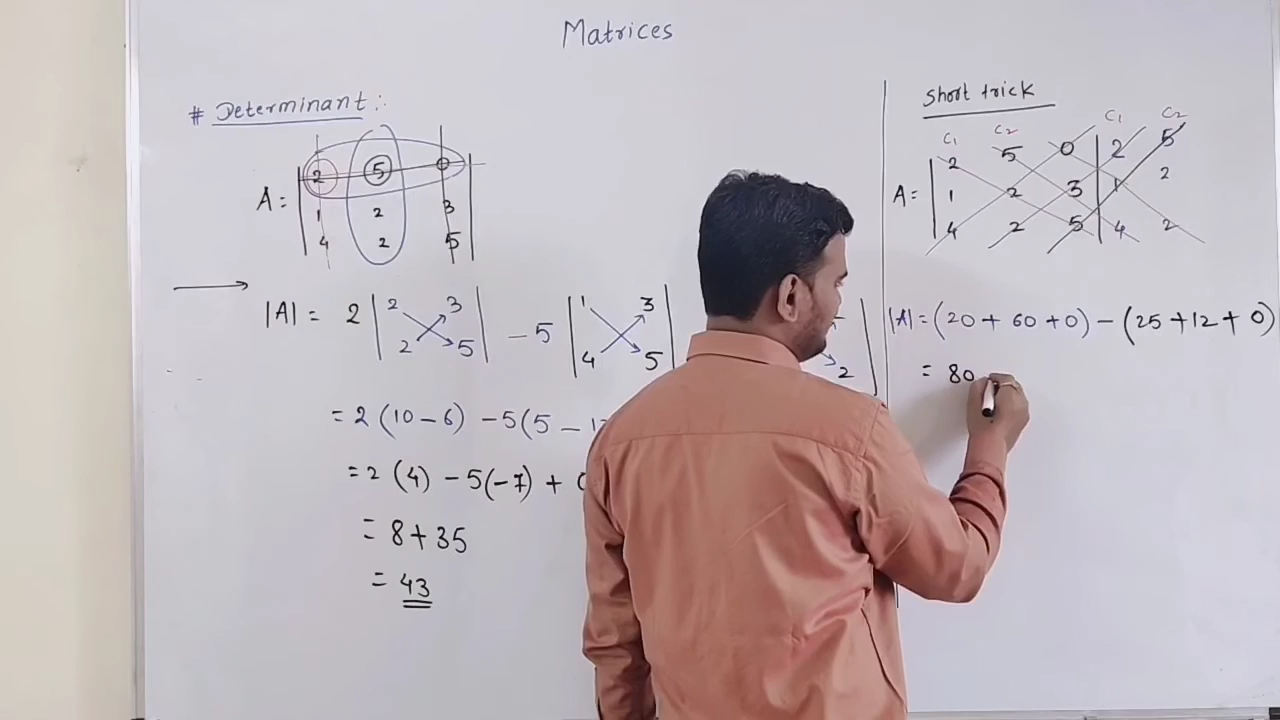 Matrices
# Determinant :-
A =
2 5 0
1 2 3
4 2 5
|A| = 2 | 2 3 | - 5 | 1 3 |
2 5 4 5 2
= 2 (10 - 6) - 5(5 - 1
= 2 (4) - 5(-7) + 0
= 8 + 35
= 43
Short trick
C1 C2 C1 C2
2 5 0 2 5
A = 1 2 3 1 2
4 2 5 4 2
|A| = (20 + 60 + 0) - (25 + 12 + 0)
= 80